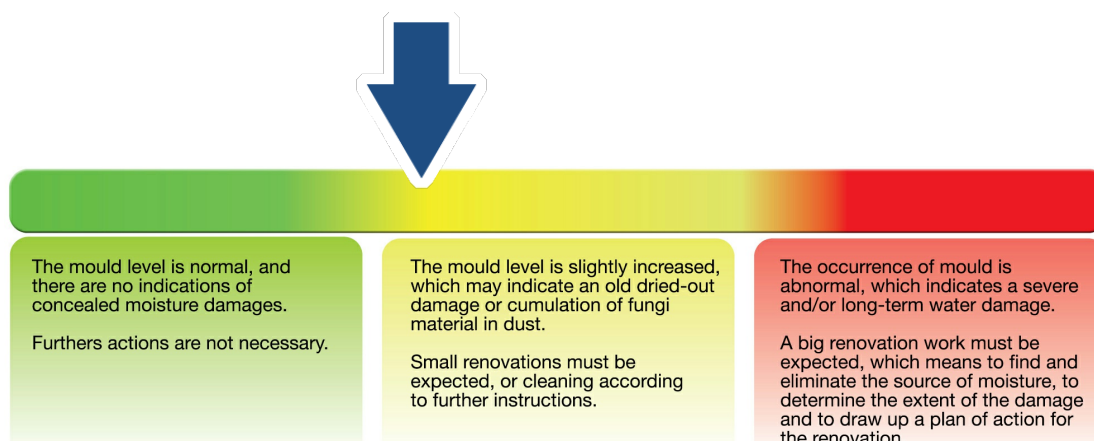 The mould level is normal, and
there are no indications of
concealed moisture damages.
Furthers actions are not necessary.
The mould level is slightly increased,
which may indicate an old dried-out
damage or cumulation of fungi
material in dust.
Small renovations must be
expected, or cleaning according
to further instructions.
The occurrence of mould is
abnormal, which indicates a severe
and/or long-term water damage.
A big renovation work must be
expected, which means to find and
eliminate the source of moisture, to
determine the extent of the damage
and to draw up a plan of action for
the renovation